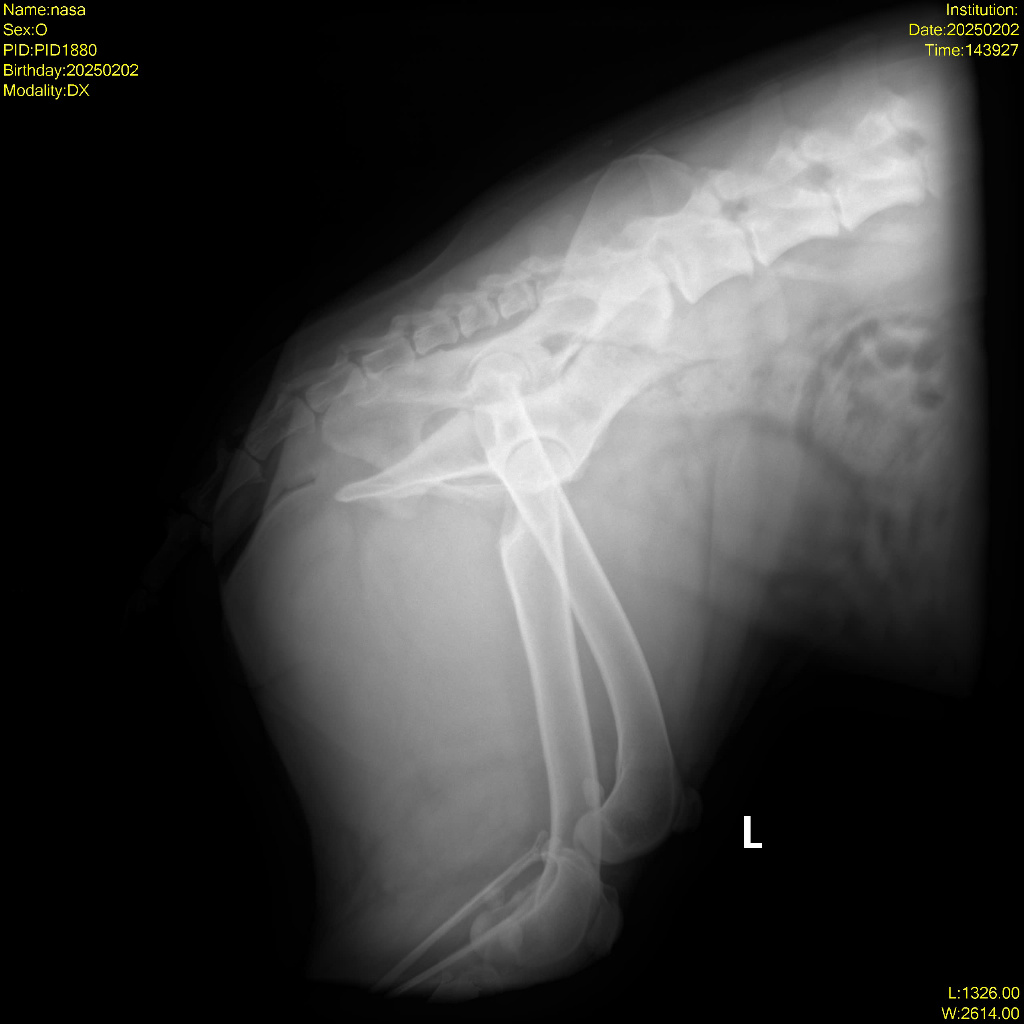 Name:nasa
Sex:O
PID:PID1880
Birthday:20250202
Modality:DX
Institution:
Date:20250202
Time:143927
L
L:1326.00
W:2614.00